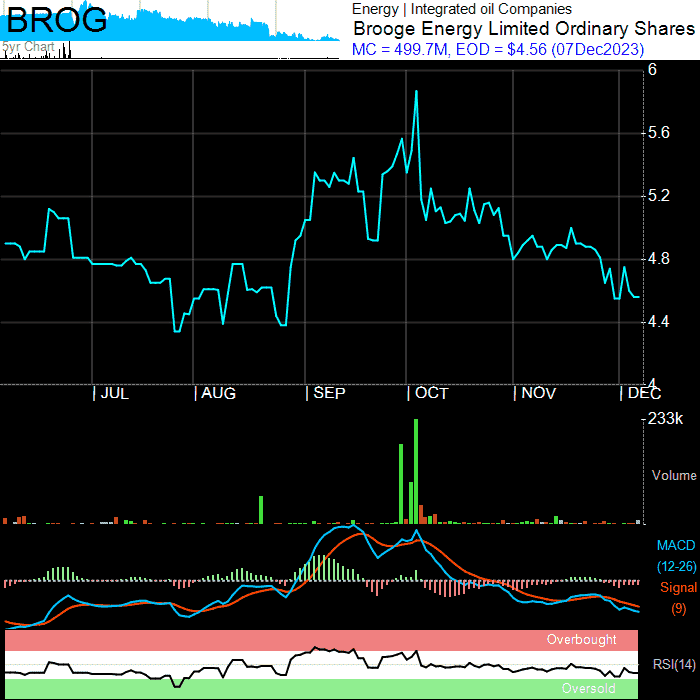 BROG
5yr Chart
Energy | Integrated oil Companies
Brooge Energy Limited Ordinary Shares
MC = 499.7M, EOD = $4.56 (07Dec2023)
6
5.6
5.2
4.8
4.4
4
| JUL | AUG | SEP | OCT | NOV | DEC
233k
Volume
MACD
(12-26)
Signal
(9)
Overbought
RSI(14)
Oversold